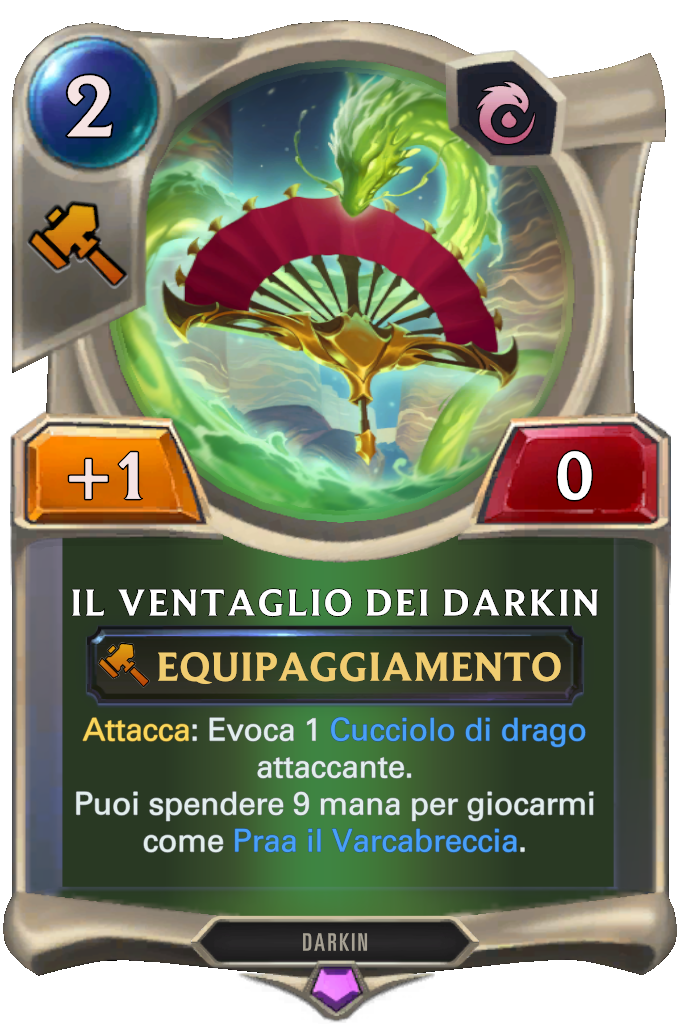 2
+1
0
IL VENTAGLIO DEI DARKIN
EQUIPAGGIAMENTO
Attacca: Evoca 1 Cucciolo di drago
attaccante.
Puoi spendere 9 mana per giocarmi
come Praa il Varcabreccia.
DARKIN